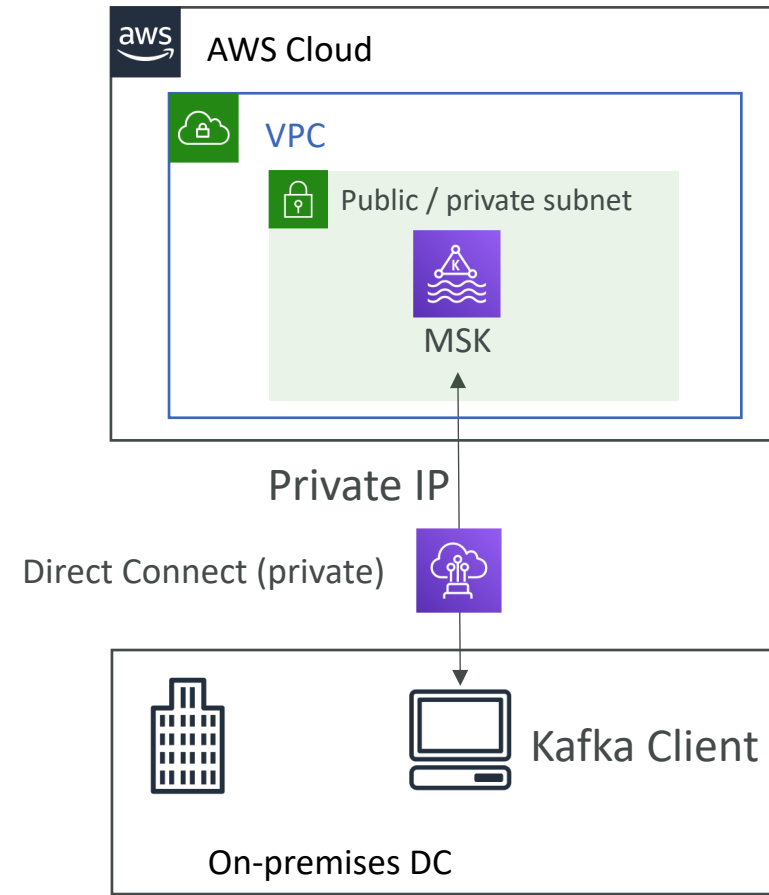 aws
AWS Cloud
VPC
Public / private subnet
K
MSK
Private IP
Direct Connect (private)
Kafka Client
On-premises DC